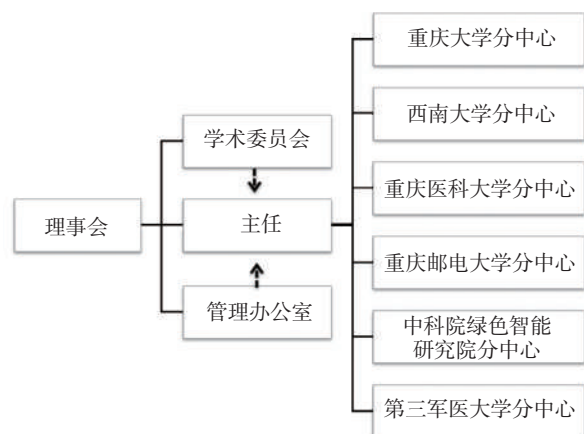 重庆大学分中心
西南大学分中心
学术委员会
重庆医科大学分中心
理事会
主任
重庆邮电大学分中心
管理办公室
中科院绿色智能
研究院分中心
第三军医大学分中心